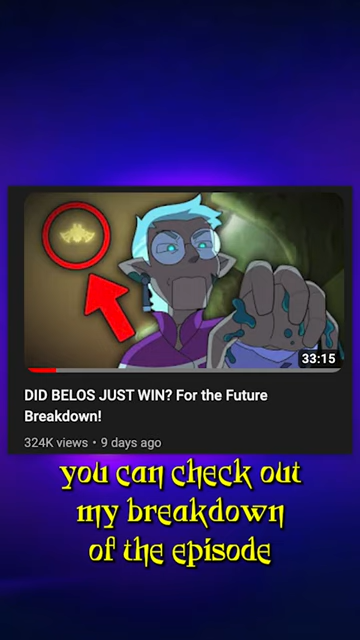 33:15
DID BELOS JUST WIN? For the Future
Breakdown!
324K views • 9 days ago
you can check out
my breakdown
of the episode